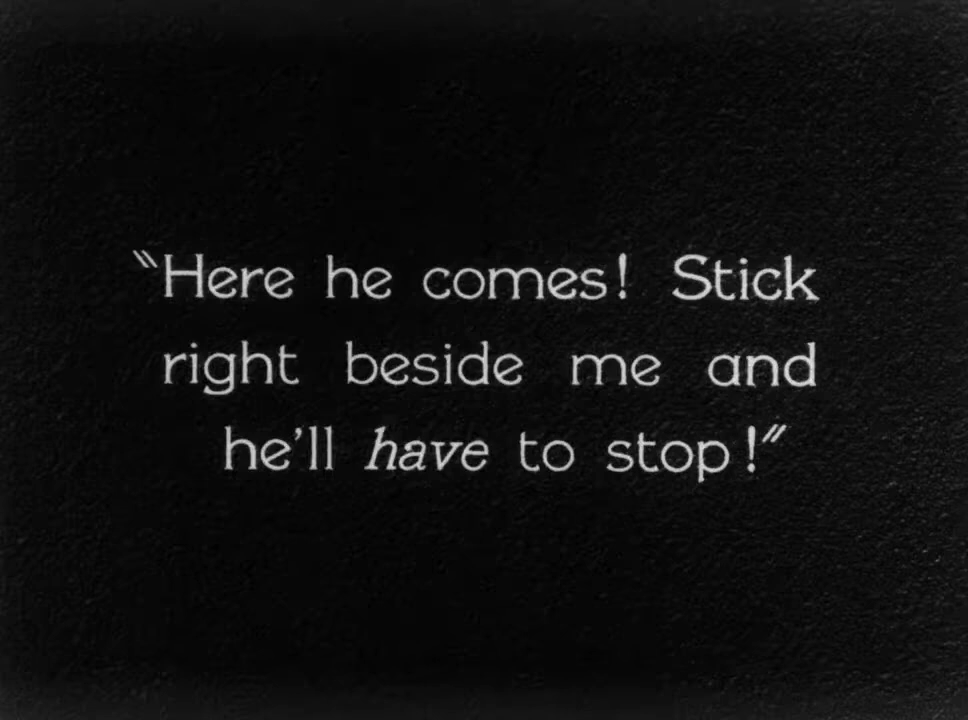 "Here he comes! Stick
right beside me and
he'll have to stop!"